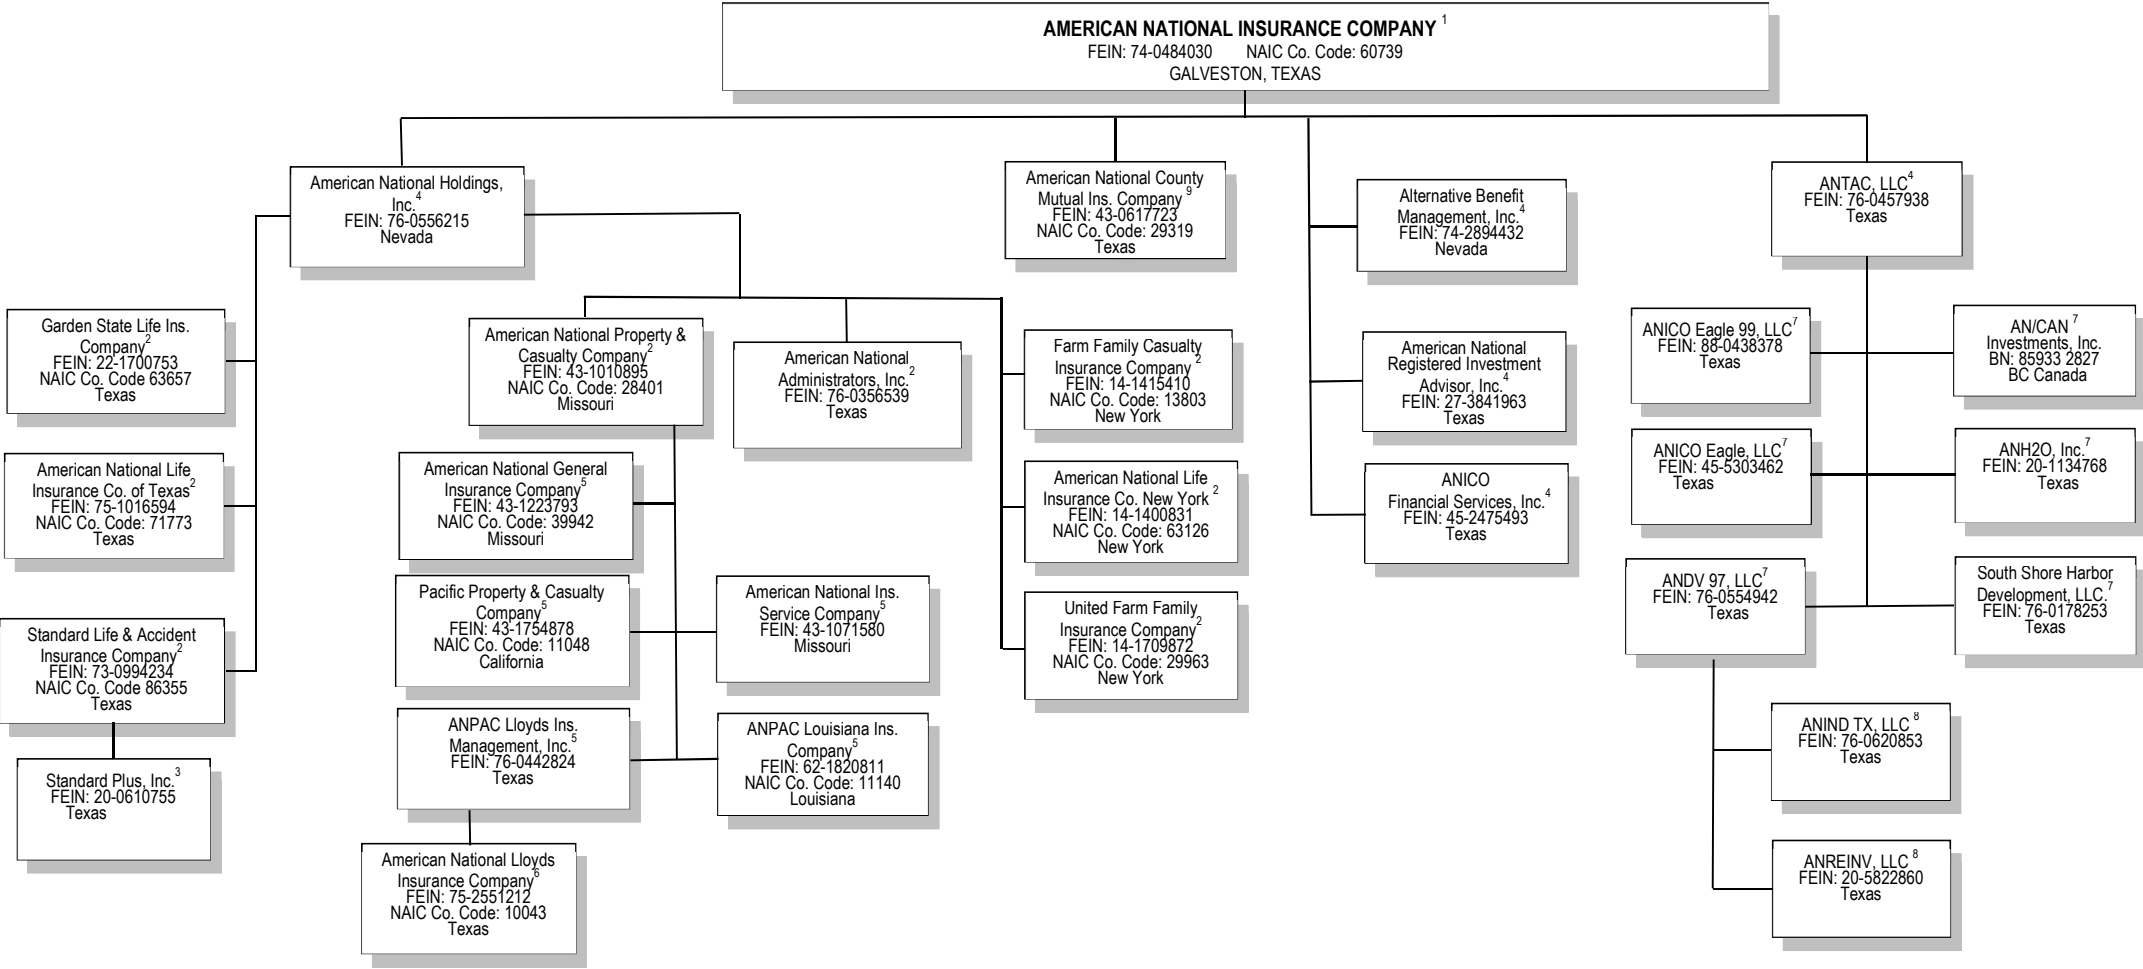 AMERICAN NATIONAL INSURANCE COMPANY 1
FEIN: 74-0484030 NAIC Co. Code: 60739
GALVESTON, TEXAS
American National Holdings,
Inc.4
FEIN: 76-0556215
Nevada
American National County
Mutual Ins. Company 9
FEIN: 43-0617723
NAIC Co. Code: 29319
Texas
Alternative Benefit
Management, Inc.4
FEIN: 74-2894432
Nevada
ANTAC, LLC4
FEIN: 76-0457938
Texas
Garden State Life Ins.
Company2
FEIN: 22-1700753
NAIC Co. Code 63657
Texas
American National Property &
Casualty Company2
FEIN: 43-1010895
NAIC Co. Code: 28401
Missouri
American National
Administrators, Inc.2
FEIN: 76-0356539
Texas
Farm Family Casualty
Insurance Company2
FEIN: 14-1415410
NAIC Co. Code: 13803
New York
American National
Registered Investment
Advisor, Inc.4
FEIN: 27-3841963
Texas
ANICO Eagle 99, LLC7
FEIN: 88-0438378
Texas
AN/CAN 7
Investments, Inc.
BN: 85933 2827
BC Canada
American National Life
Insurance Co. of Texas2
FEIN: 75-1016594
NAIC Co. Code: 71773
Texas
American National General
Insurance Company5
FEIN: 43-1223793
NAIC Co. Code: 39942
Missouri
American National Life
Insurance Co. New York 2
FEIN: 14-1400831
NAIC Co. Code: 63126
New York
ANICO
Financial Services, Inc.4
FEIN: 45-2475493
Texas
ANICO Eagle, LLC7
FEIN: 45-5303462
Texas
ANH2O, Inc.7
FEIN: 20-1134768
Texas
Standard Life & Accident
Insurance Company2
FEIN: 73-0994234
NAIC Co. Code 86355
Texas
Pacific Property & Casualty
Company5
FEIN: 43-1754878
NAIC Co. Code: 11048
California
American National Ins.
Service Company5
FEIN: 43-1071580
Missouri
United Farm Family
Insurance Company2
FEIN: 14-1709872
NAIC Co. Code: 29963
New York
ANDV 97, LLC7
FEIN: 76-0554942
Texas
South Shore Harbor
Development, LLC.7
FEIN: 76-0178253
Texas
Standard Plus, Inc.3
FEIN: 20-0610755
Texas
ANPAC Lloyds Ins.
Management, Inc.5
FEIN: 76-0442824
Texas
ANPAC Louisiana Ins.
Company5
FEIN: 62-1820811
NAIC Co. Code: 11140
Louisiana
ANIND TX, LLC 8
FEIN: 76-0620853
Texas
American National Lloyds
Insurance Company6
FEIN: 75-2551212
NAIC Co. Code: 10043
Texas
ANREINV, LLC 8
FEIN: 20-5822860
Texas